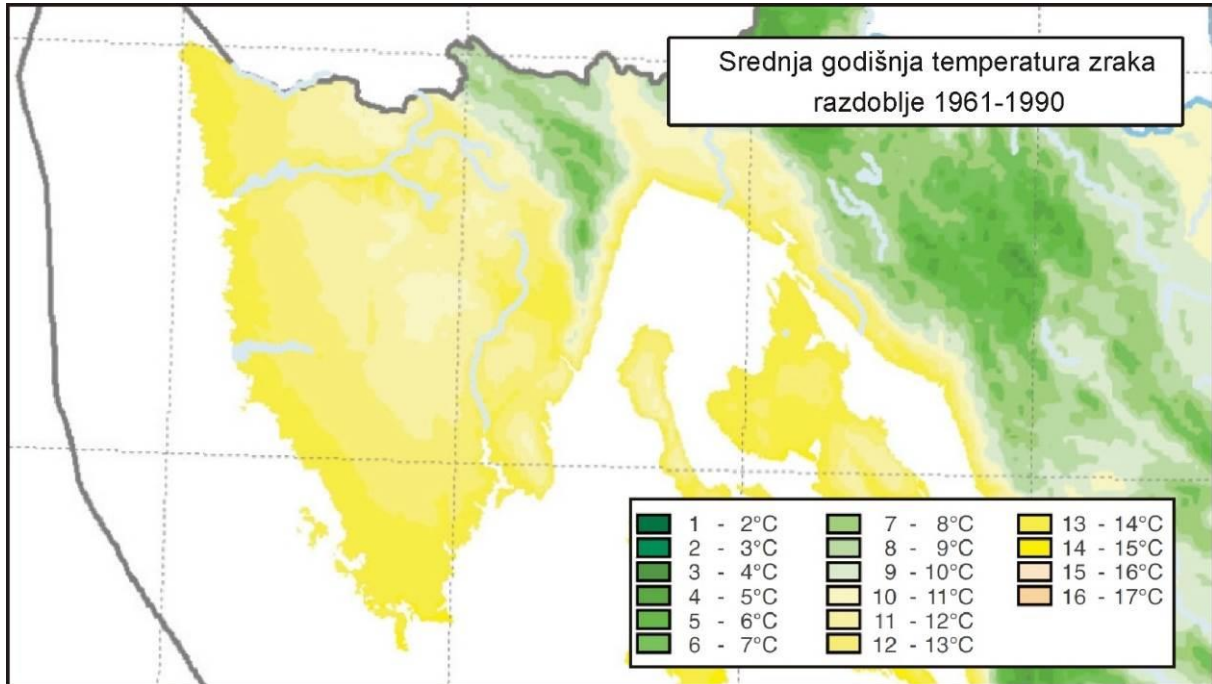 Srednja godišnja temperatura zraka
razdoblje 1961-1990
1 - 2°C
2 - 3°C
3 - 4°C
4 - 5°C
5 - 6°C
6 - 7°C
7 - 8°C
8 - 9°C
9 - 10°C
10 - 11°C
11 - 12°C
12 - 13°C
13 - 14°C
14 - 15°C
15 - 16°C
16 - 17°C